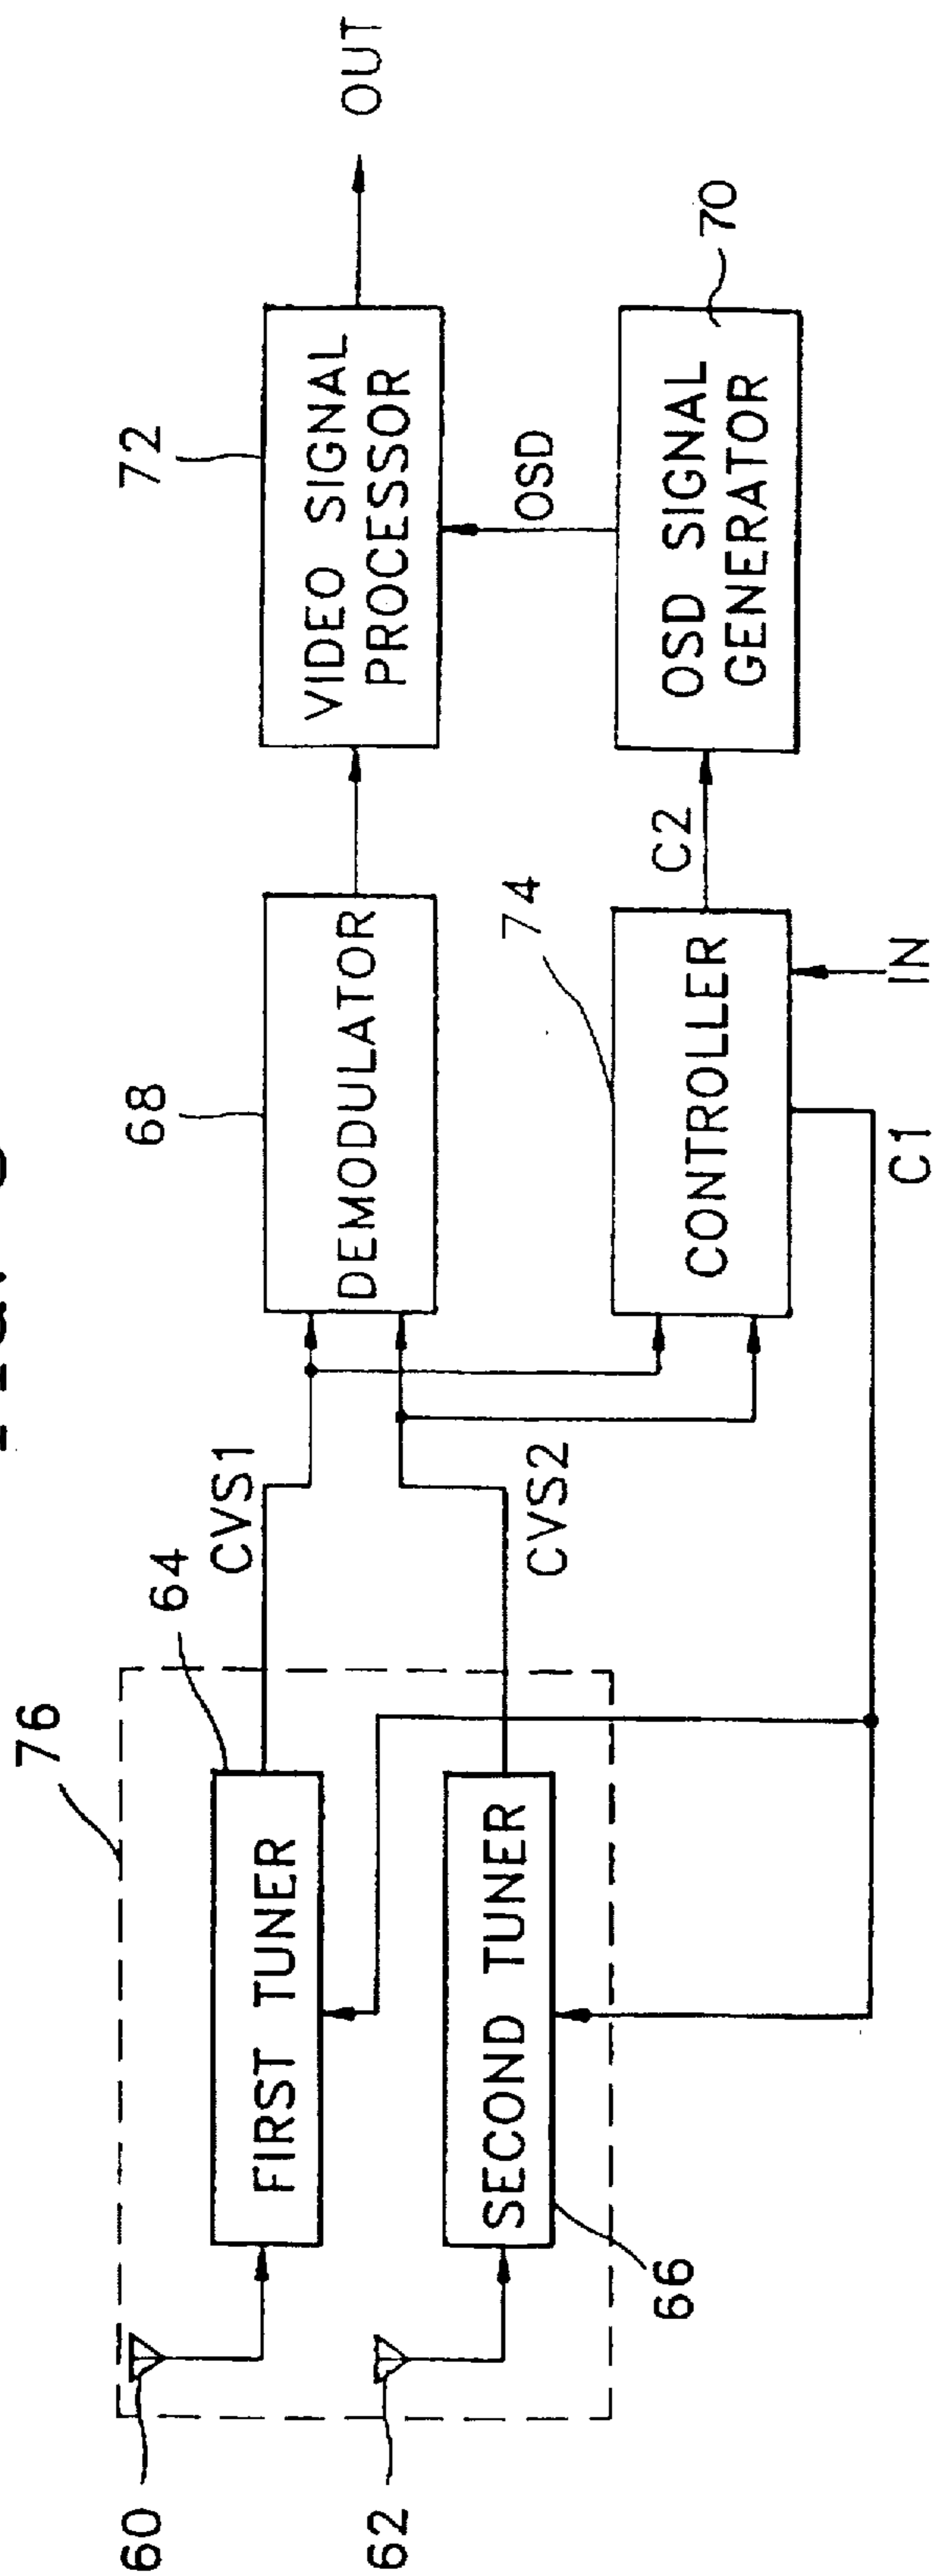 76
60
FIRST TUNER
64
62
SECOND TUNER
66
CVS1
CVS2
68
DEMODULATOR
74
CONTROLLER
C1
IN
C2
72
VIDEO SIGNAL
PROCESSOR
OSD
OSD SIGNAL
GENERATOR
70
OUT